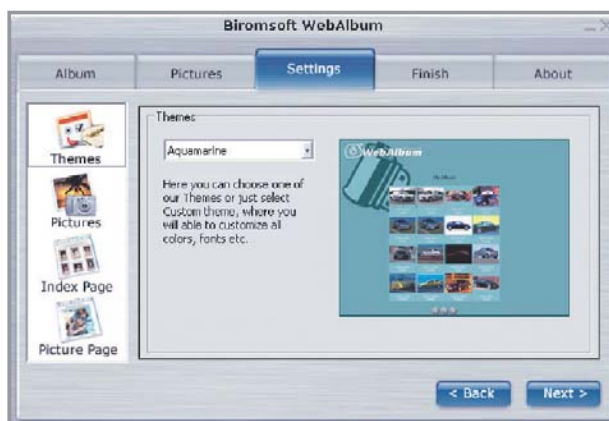 Biromsoft WebAlbum
Album
Pictures
Settings
Finish
About
Themes
Pictures
Index Page
Picture Page
Themes
Aquamarine
Here you can choose one of
our Themes or just select
Custom theme, where you
will able to customize all
colors, fonts etc.
WebAlbum
< Back
Next >